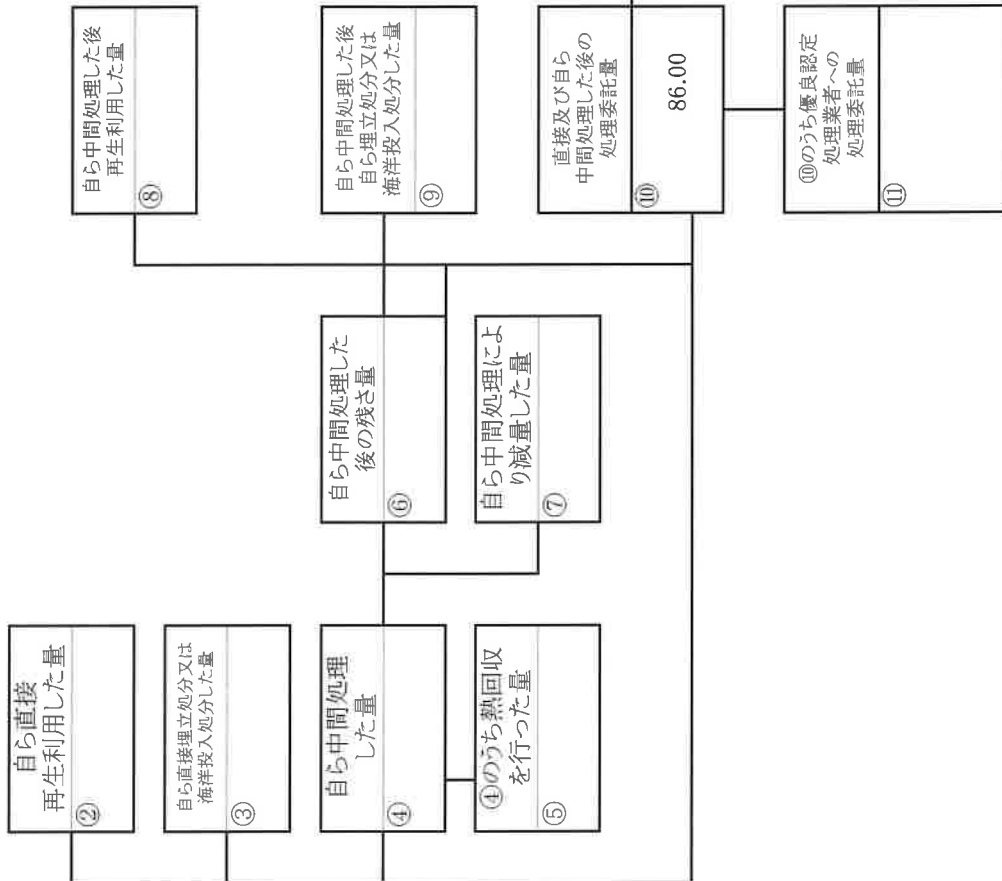 自ら直接
再生利用した量
②
自ら直接埋立処分又は
海洋投入処分した量
③
自ら中間処理
した量
④
④のうち熱回収
を行った量
⑤
自ら中間処理した
後の残さ量
⑥
自ら中間処理によ
り減量した量
⑦
自ら中間処理した後
再生利用した量
⑧
自ら中間処理した後
自ら埋立処分又は
海洋投入処分した量
⑨
直接及び自ら
中間処理した後の
処理委託量
⑩
86.00
⑩のうち優良認定
処理業者への
処理委託量
⑪